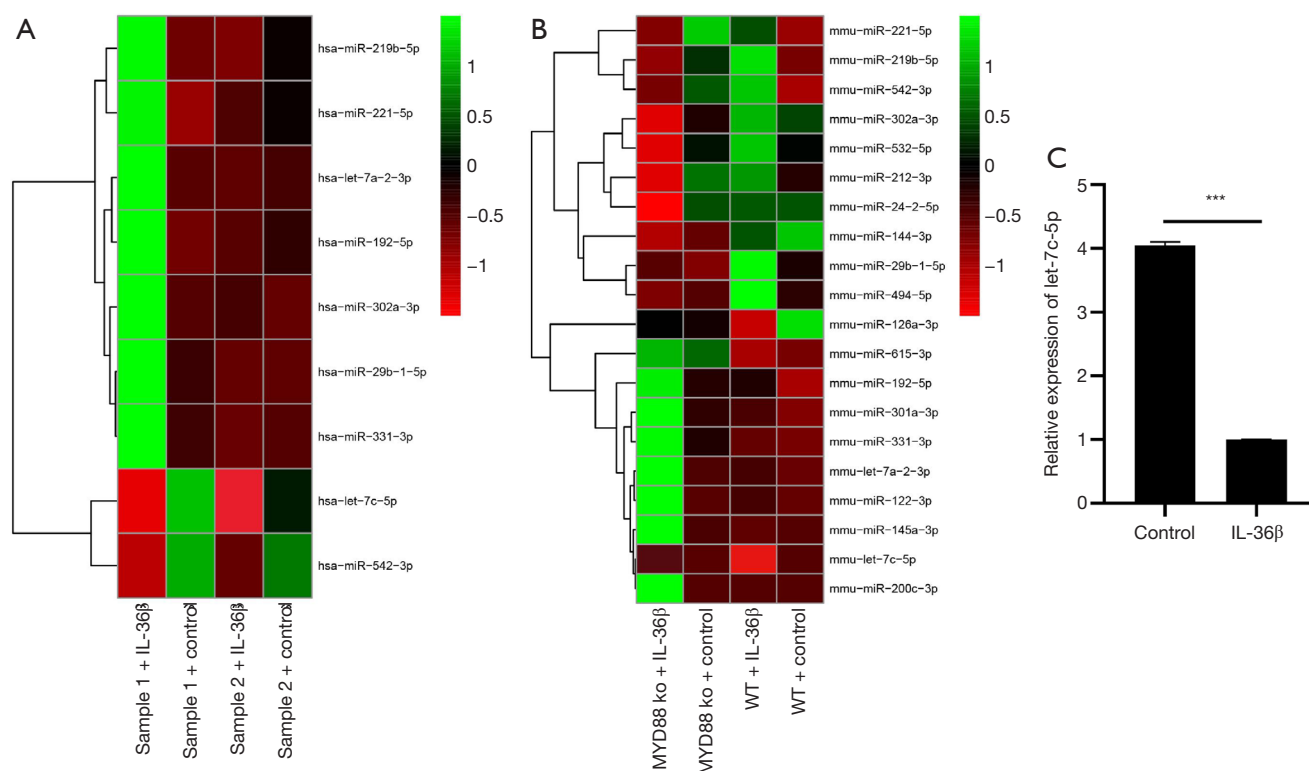 A
hsa-miR-219b-5p
hsa-miR-221-5p
hsa-let-7a-2-3p
hsa-miR-192-5p
hsa-miR-302a-3p
hsa-miR-29b-1-5p
hsa-miR-331-3p
hsa-let-7c-5p
hsa-miR-542-3p
1
0.5
0
−0.5
−1
Sample 1 + IL-36β
Sample 1 + control
Sample 2 + IL-36β
Sample 2 + control
B
mmu-miR-221-5p
mmu-miR-219b-5p
mmu-miR-542-3p
mmu-miR-302a-3p
mmu-miR-532-5p
mmu-miR-212-3p
mmu-miR-24-2-5p
mmu-miR-144-3p
mmu-miR-29b-1-5p
mmu-miR-494-5p
mmu-miR-126a-3p
mmu-miR-615-3p
mmu-miR-192-5p
mmu-miR-301a-3p
mmu-miR-331-3p
mmu-let-7a-2-3p
mmu-miR-122-3p
mmu-miR-145a-3p
mmu-let-7c-5p
mmu-miR-200c-3p
1
0.5
0
−0.5
−1
MYD88 ko + IL-36β
MYD88 ko + control
WT + IL-36β
WT + control
C
Relative expression of let-7c-5p
5
4
3
2
1
0
***
Control
IL-36β